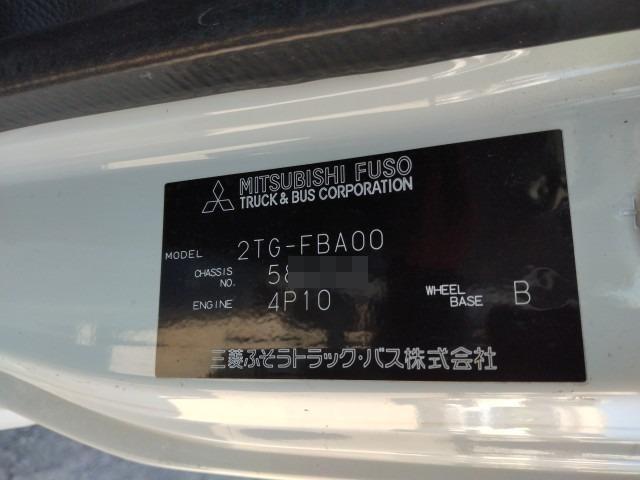 MITSUBISHI FUSO
TRUCK & BUS CORPORATION
MODEL 2TG-FBA00
CHASSIS NO. 58
ENGINE 4P10
WHEEL BASE B
三菱ふそうトラック・バス株式会社